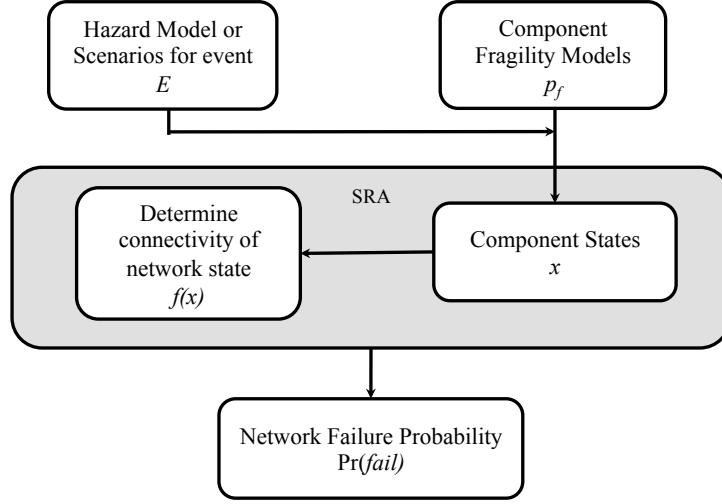 Hazard Model or
Scenarios for event
E
Component
Fragility Models
p_f
SRA
Determine
connectivity of
network state
f(x)
Component States
x
Network Failure Probability
Pr(fail)